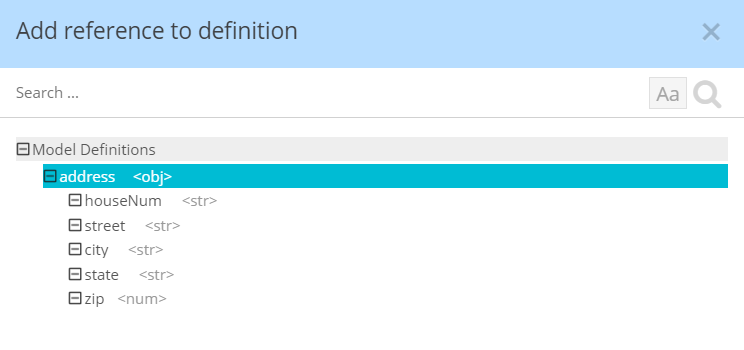 Add reference to definition
Search ...
Aa
Model Definitions
address <obj>
houseNum <str>
street <str>
city <str>
state <str>
zip <num>